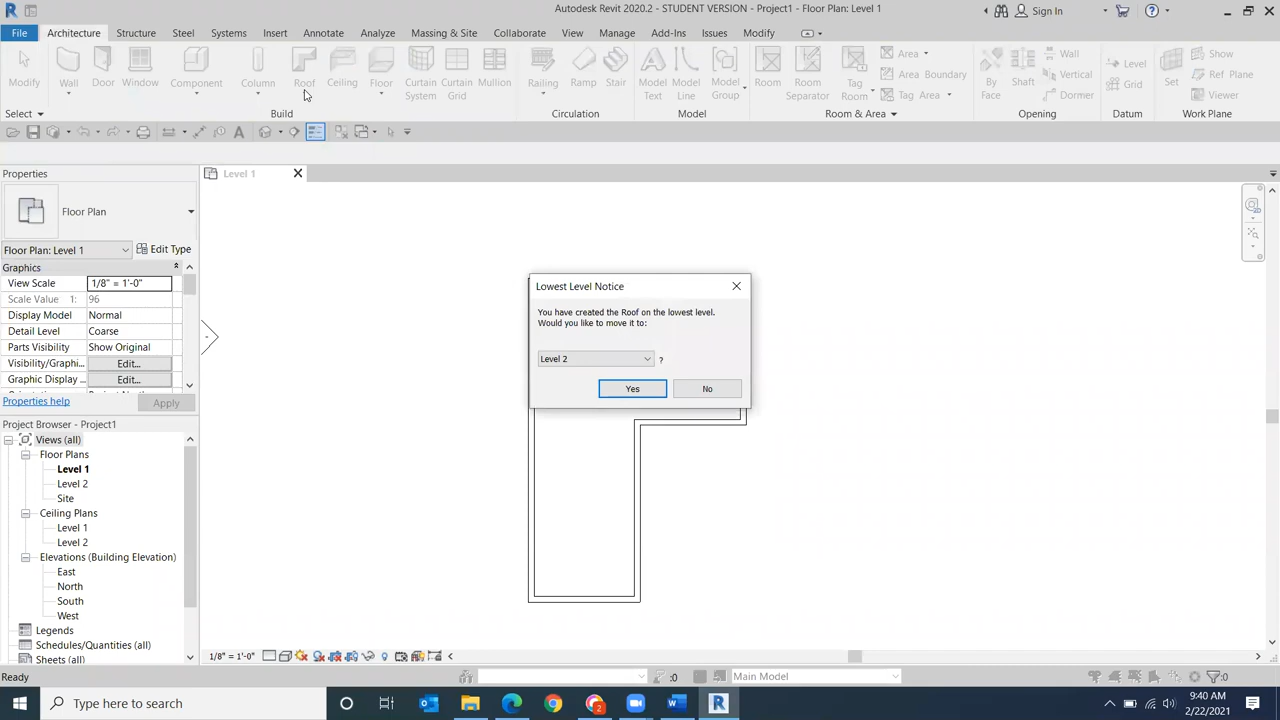 Autodesk Revit 2020.2 - STUDENT VERSION - Project1 - Floor Plan: Level 1
Sign In
File Architecture Structure Steel Systems Insert Annotate Analyze Massing & Site Collaborate View Manage Add-Ins Issues Modify
Modify Wall Door Window Component Column Roof Ceiling Floor Curtain System Curtain Grid Mullion Railing Ramp Stair Model Text Model Line Model Group Room Room Separator Tag Room
Area
Area Boundary
Tag Area
By Face Shaft
Wall
Vertical
Dormer
Level
Grid
Set
Show
Ref Plane
Viewer
Select Build Circulation Model Room & Area Opening Datum Work Plane
Properties
Level 1
Floor Plan
Floor Plan: Level 1 Edit Type
Graphics
View Scale 1/8" = 1'-0"
Scale Value 1: 96
Display Model Normal
Detail Level Coarse
Parts Visibility Show Original
Visibility/Graphi... Edit...
Graphic Display ... Edit...
Properties help Apply
Project Browser - Project1
Views (all)
Floor Plans
Level 1
Level 2
Site
Ceiling Plans
Level 1
Level 2
Elevations (Building Elevation)
East
North
South
West
Legends
Schedules/Quantities (all)
Sheets (all)
Lowest Level Notice
You have created the Roof on the lowest level.
Would you like to move it to:
Level 2 ?
Yes No
1/8" = 1'-0"
Ready :0 Main Model :0
Type here to search
9:40 AM
2/22/2021